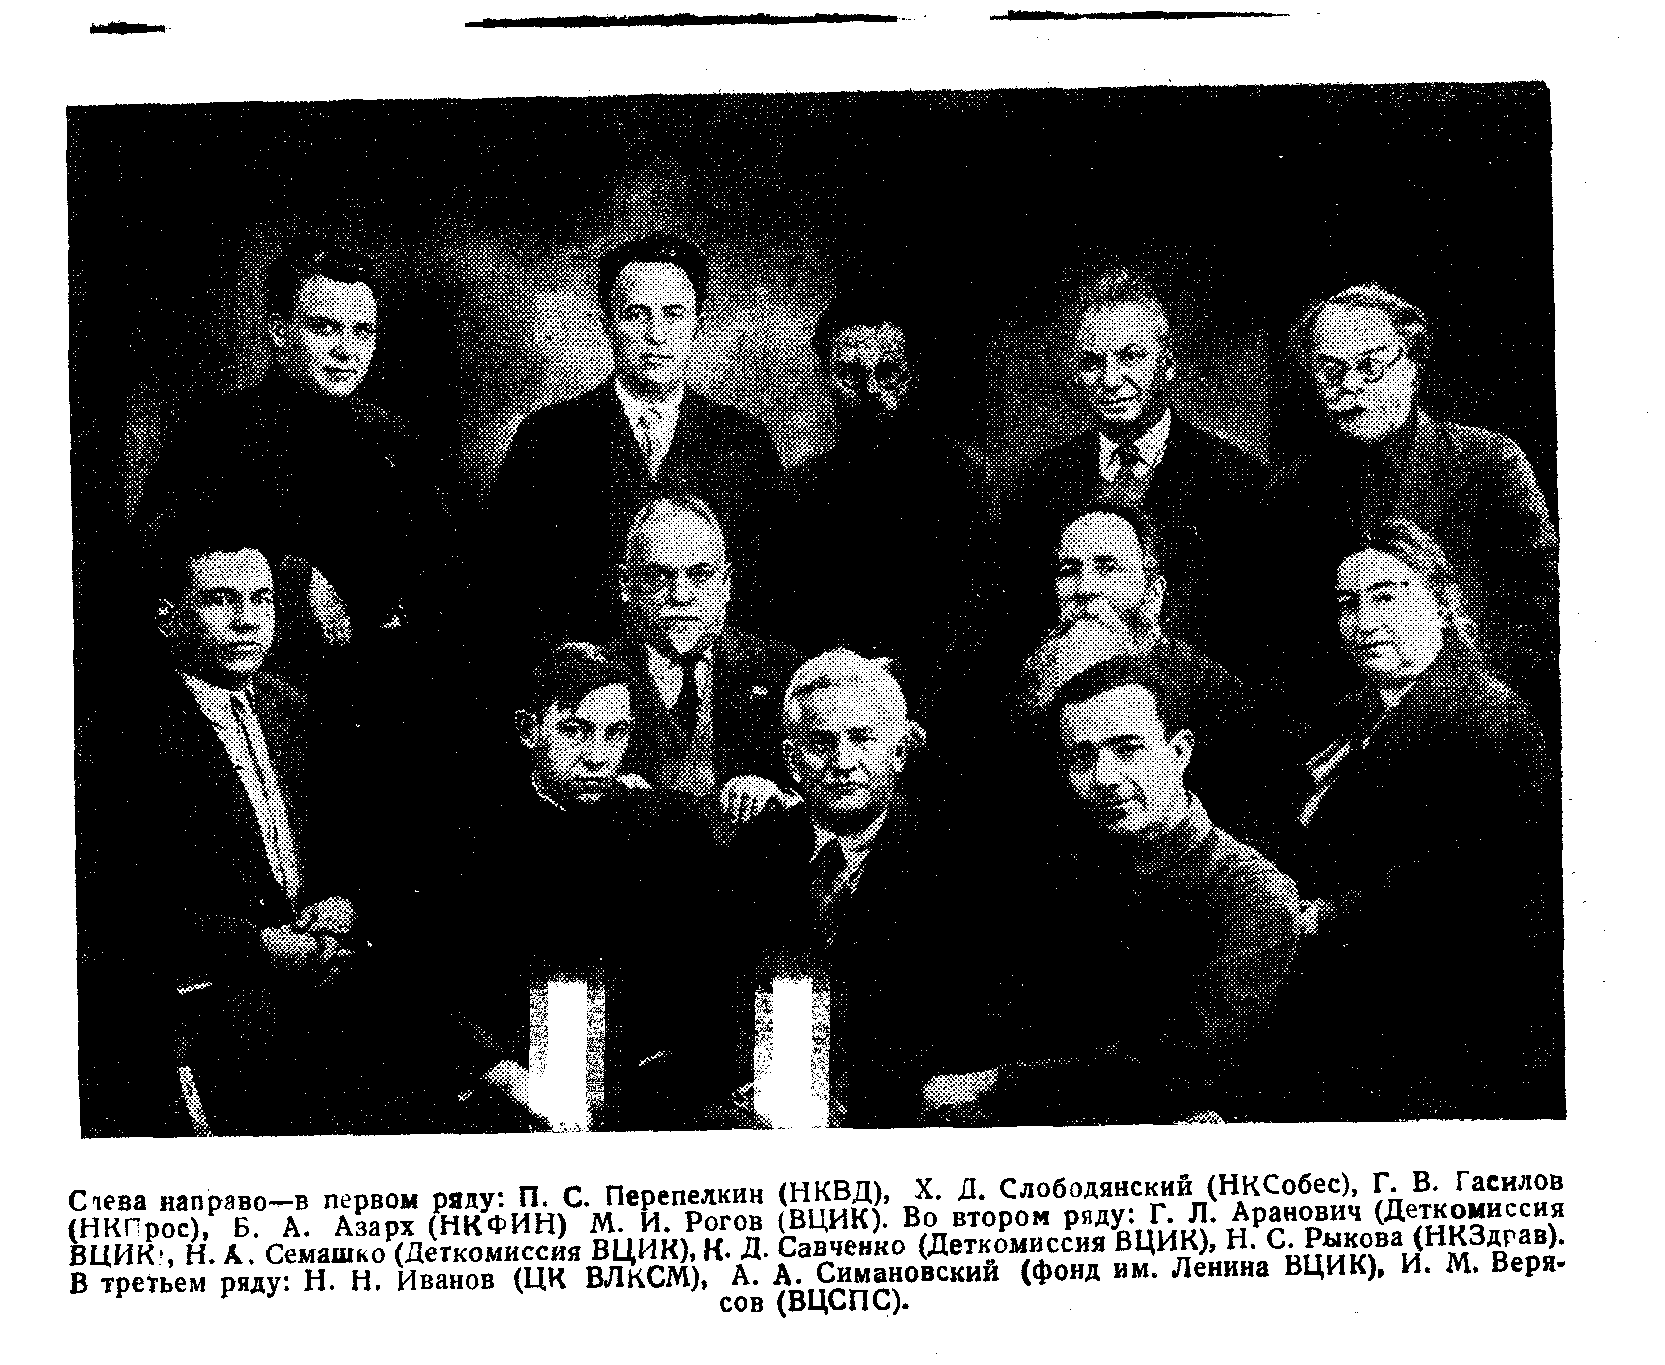 Слева направо—в первом ряду: П. С. Перепелкин (НКВД), Х. Д. Слободянский (НКСобес), Г. В. Гасилов
(НКПрос), Б. А. Азарх (НКФИН) М. И. Рогов (ВЦИК). Во втором ряду: Г. Л. Аранович (Деткомиссия
ВЦИК), Н. А. Семашко (Деткомиссия ВЦИК), К. Д. Савченко (Деткомиссия ВЦИК), Н. С. Рыкова (НКЗдрав).
В третьем ряду: Н. Н. Иванов (ЦК ВЛКСМ), А. А. Симановский (фонд им. Ленина ВЦИК), И. М. Веря-
сов (ВЦСПС).